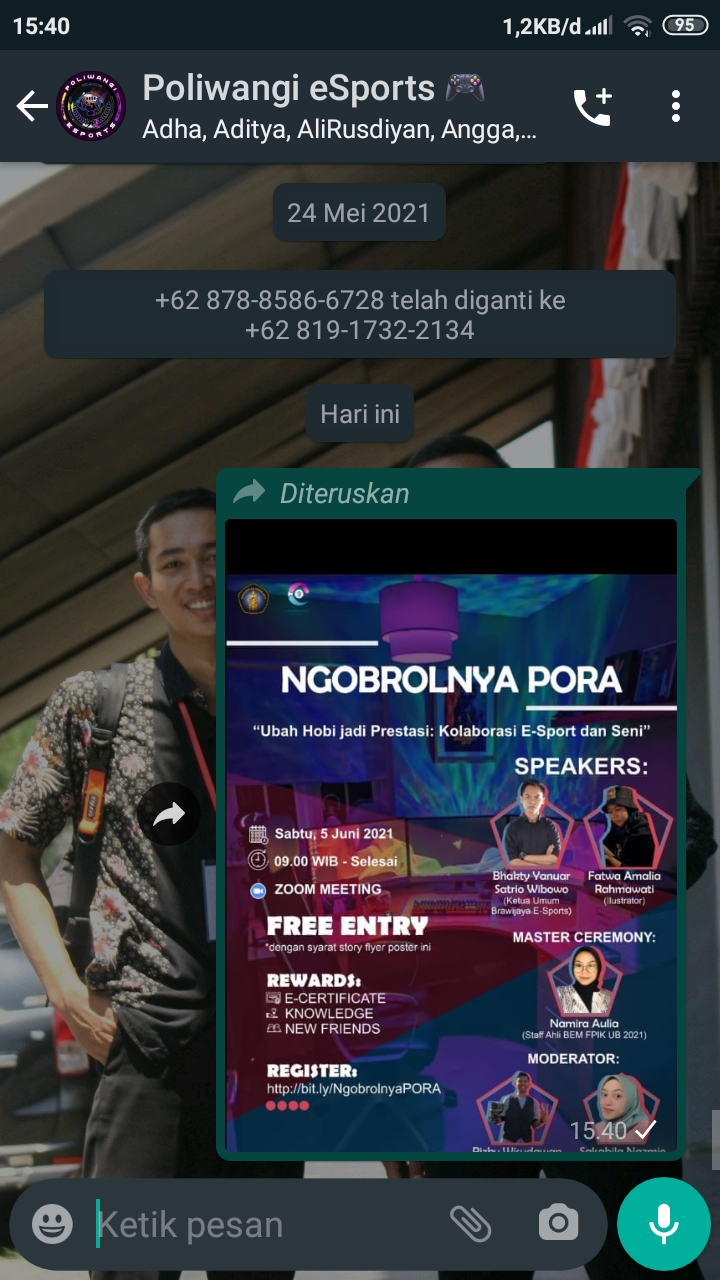 15:40
1,2KB/d
95
Poliwangi eSports 🎮
Adha, Aditya, AliRusdiyan, Angga,...
POLIWANGI
ESPORTS
24 Mei 2021
+62 878-8586-6728 telah diganti ke
+62 819-1732-2134
Hari ini
Diteruskan
NGOBROLNYA PORA
“Ubah Hobi jadi Prestasi: Kolaborasi E-Sport dan Seni”
SPEAKERS:
Sabtu, 5 Juni 2021
09.00 WIB - Selesai
ZOOM MEETING
Bhakty Yanuar
Satrio Wibowo
(Ketua Umum
Brawijaya E-Sports)
Fatwa Amalia
Rahmawati
(Ilustrator)
FREE ENTRY
*dengan syarat story flyer poster ini
MASTER CEREMONY:
REWARDS:
E-CERTIFICATE
KNOWLEDGE
NEW FRIENDS
Namira Aulia
(Staff Ahli BEM FPIK UB 2021)
MODERATOR:
REGISTER:
http://bit.ly/NgobrolnyaPORA
15.40
Ketik pesan